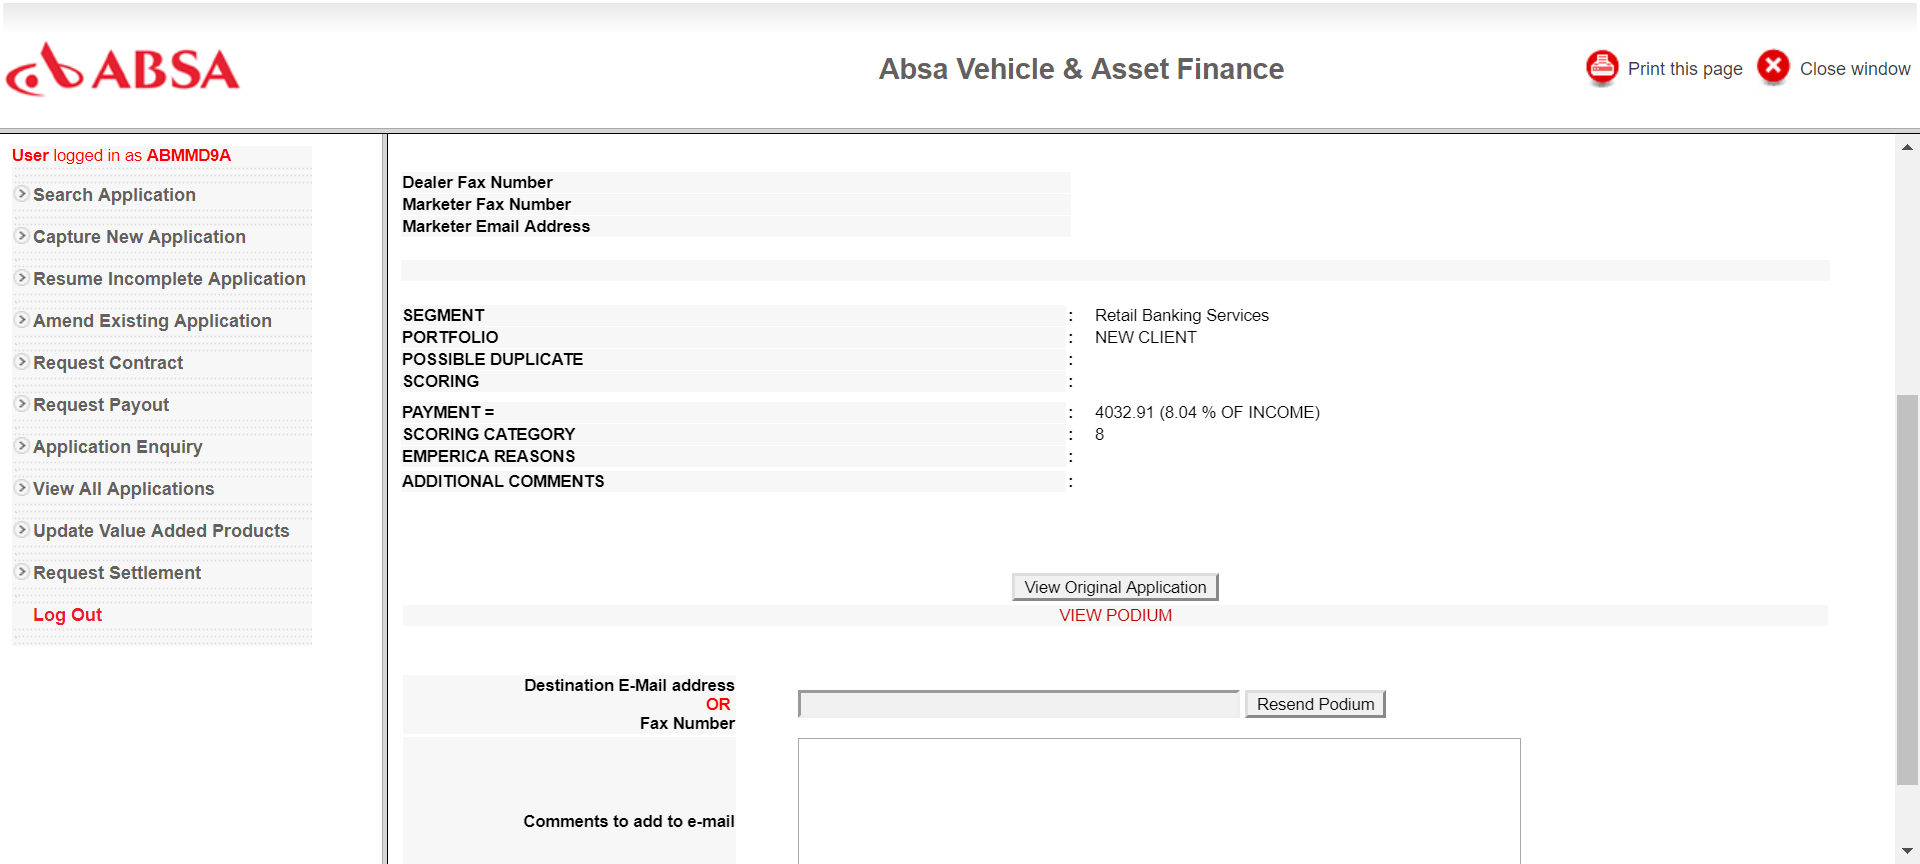 ABSA
Absa Vehicle & Asset Finance
Print this page
Close window
User logged in as ABMMD9A
Search Application
Capture New Application
Resume Incomplete Application
Amend Existing Application
Request Contract
Request Payout
Application Enquiry
View All Applications
Update Value Added Products
Request Settlement
Log Out
Dealer Fax Number
Marketer Fax Number
Marketer Email Address
SEGMENT : Retail Banking Services
PORTFOLIO : NEW CLIENT
POSSIBLE DUPLICATE :
SCORING :
PAYMENT = : 4032.91 (8.04 % OF INCOME)
SCORING CATEGORY : 8
EMPERICA REASONS :
ADDITIONAL COMMENTS :
View Original Application
VIEW PODIUM
Destination E-Mail address
OR
Fax Number
Resend Podium
Comments to add to e-mail